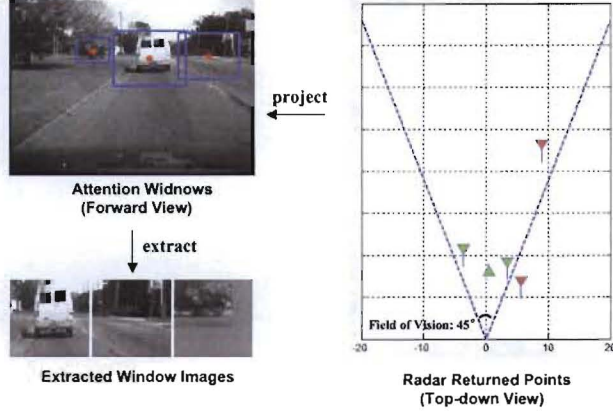 project
Attention Widnows
(Forward View)
extract
Extracted Window Images
Field of Vision: 45°
-20 -10 0 10 20
Radar Returned Points
(Top-down View)